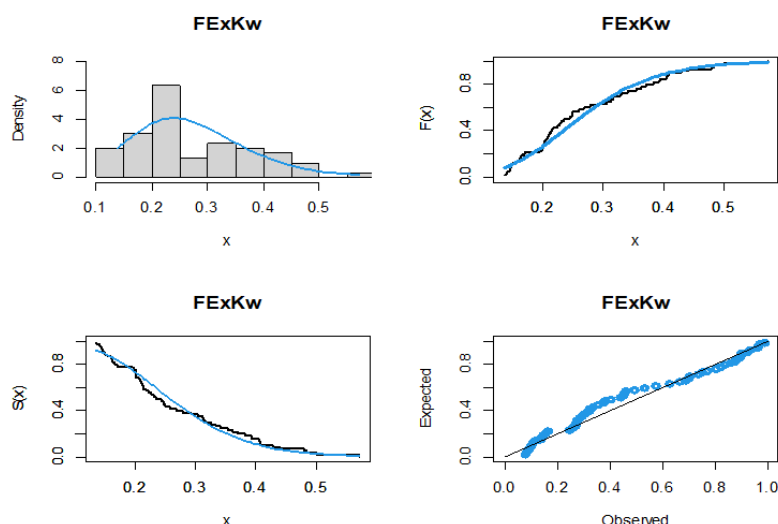 FExKw
Density
0 2 4 6 8
0.1 0.2 0.3 0.4 0.5
x
FExKw
F(x)
0.0 0.4 0.8
0.2 0.3 0.4 0.5
x
FExKw
S(x)
0.0 0.4 0.8
0.2 0.3 0.4 0.5
x
FExKw
Expected
0.0 0.4 0.8
0.0 0.2 0.4 0.6 0.8 1.0
Observed